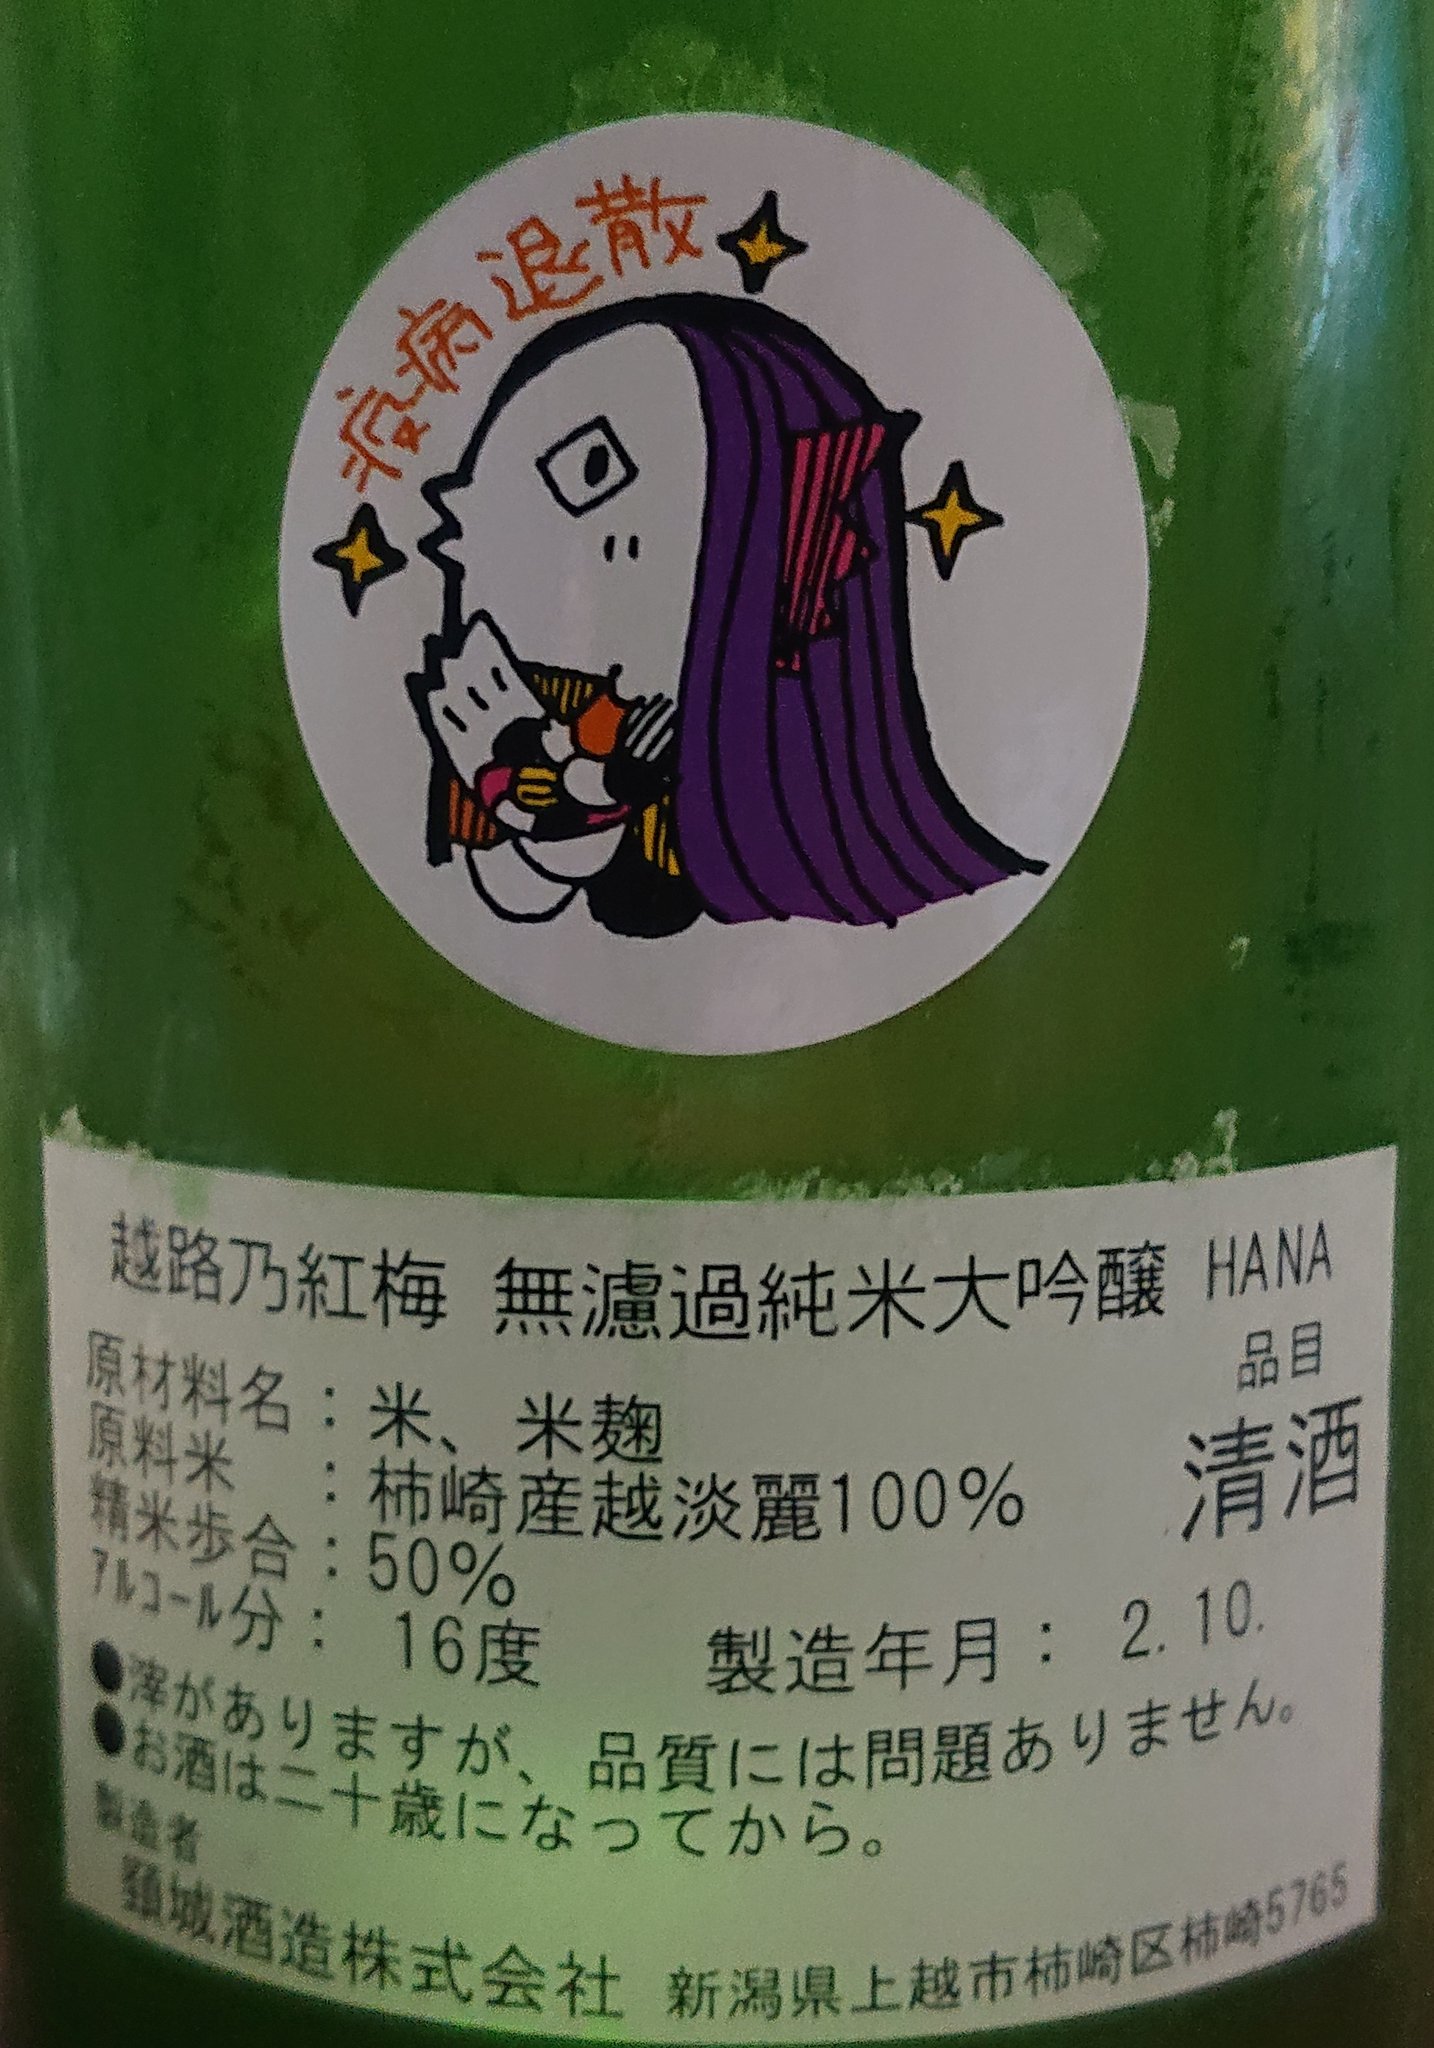 疫病退散
越路乃紅梅 無濾過純米大吟醸 HANA
原材料名：米、米麹
品目
清酒
原料米　：柿崎産越淡麗100%
精米歩合：50%
ｱﾙｺｰﾙ分： 16度　製造年月： 2.10.
●滓がありますが、品質には問題ありません。
●お酒は二十歳になってから。
製造者
頚城酒造株式会社 新潟県上越市柿崎区柿崎5765